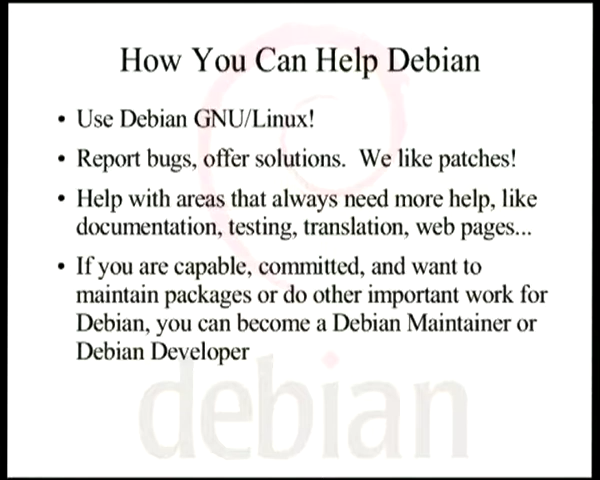 How You Can Help Debian
• Use Debian GNU/Linux!
• Report bugs, offer solutions.  We like patches!
• Help with areas that always need more help, like
documentation, testing, translation, web pages...
• If you are capable, committed, and want to
maintain packages or do other important work for
Debian, you can become a Debian Maintainer or
Debian Developer
debian